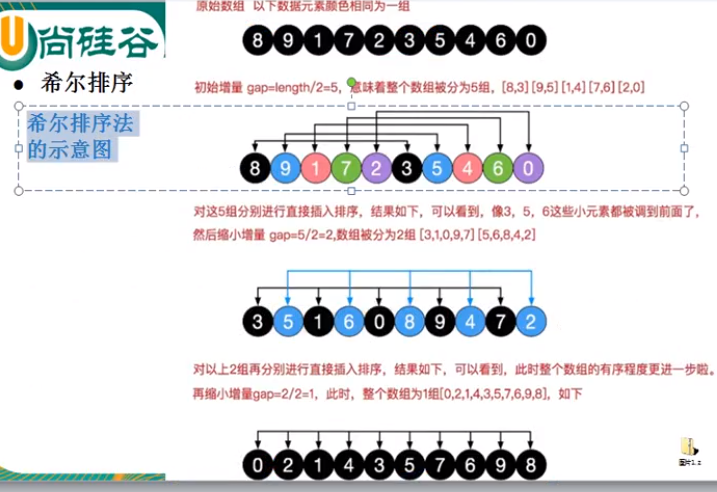 原始数组 以下数据元素颜色相同为一组
尚硅谷
8 9 1 7 2 3 5 4 6 0
● 希尔排序
初始增量 gap=length/2=5，意味着整个数组被分为5组，[8,3][9,5][1,4][7,6][2,0]
希尔排序法
的示意图
8 9 1 7 2 3 5 4 6 0
对这5组分别进行直接插入排序，结果如下，可以看到，像3，5，6这些小元素都被调到前面了，
然后缩小增量 gap=5/2=2,数组被分为2组 [3,1,0,9,7] [5,6,8,4,2]
3 5 1 6 0 8 9 4 7 2
对以上2组再分别进行直接插入排序，结果如下，可以看到，此时整个数组的有序程度更进一步啦。
再缩小增量gap=2/2=1，此时，整个数组为1组[0,2,1,4,3,5,7,6,9,8]，如下
图片1.z
0 2 1 4 3 5 7 6 9 8